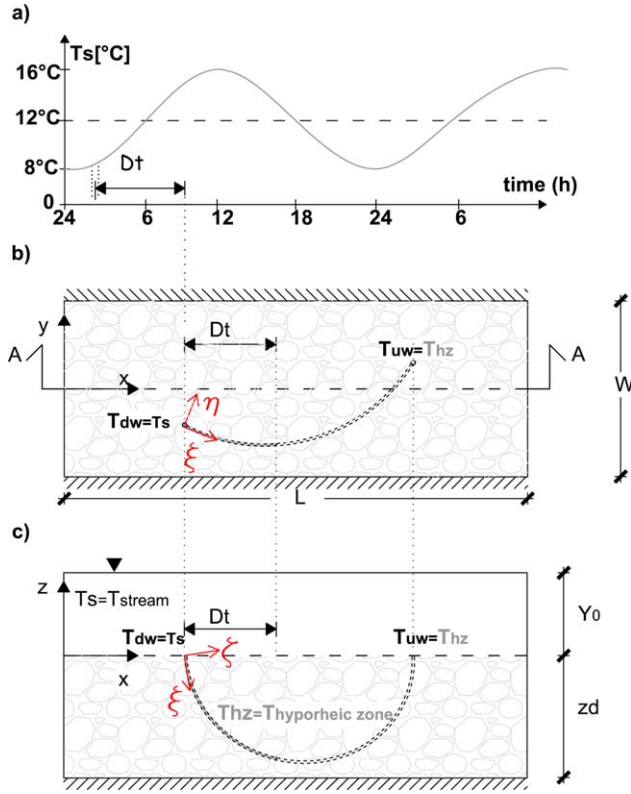 a)
Ts[°C]
16°C
12°C
8°C
0
Dt
time (h)
24 6 12 18 24 6
b)
y
A
x
Dt
Tuw=Thz
A
W
Tdw=Ts
η
ξ
L
c)
z
Ts=Tstream
Dt
Tdw=Ts
Tuw=Thz
Y0
x
ζ
ξ
Thz=Thyporheic zone
zd